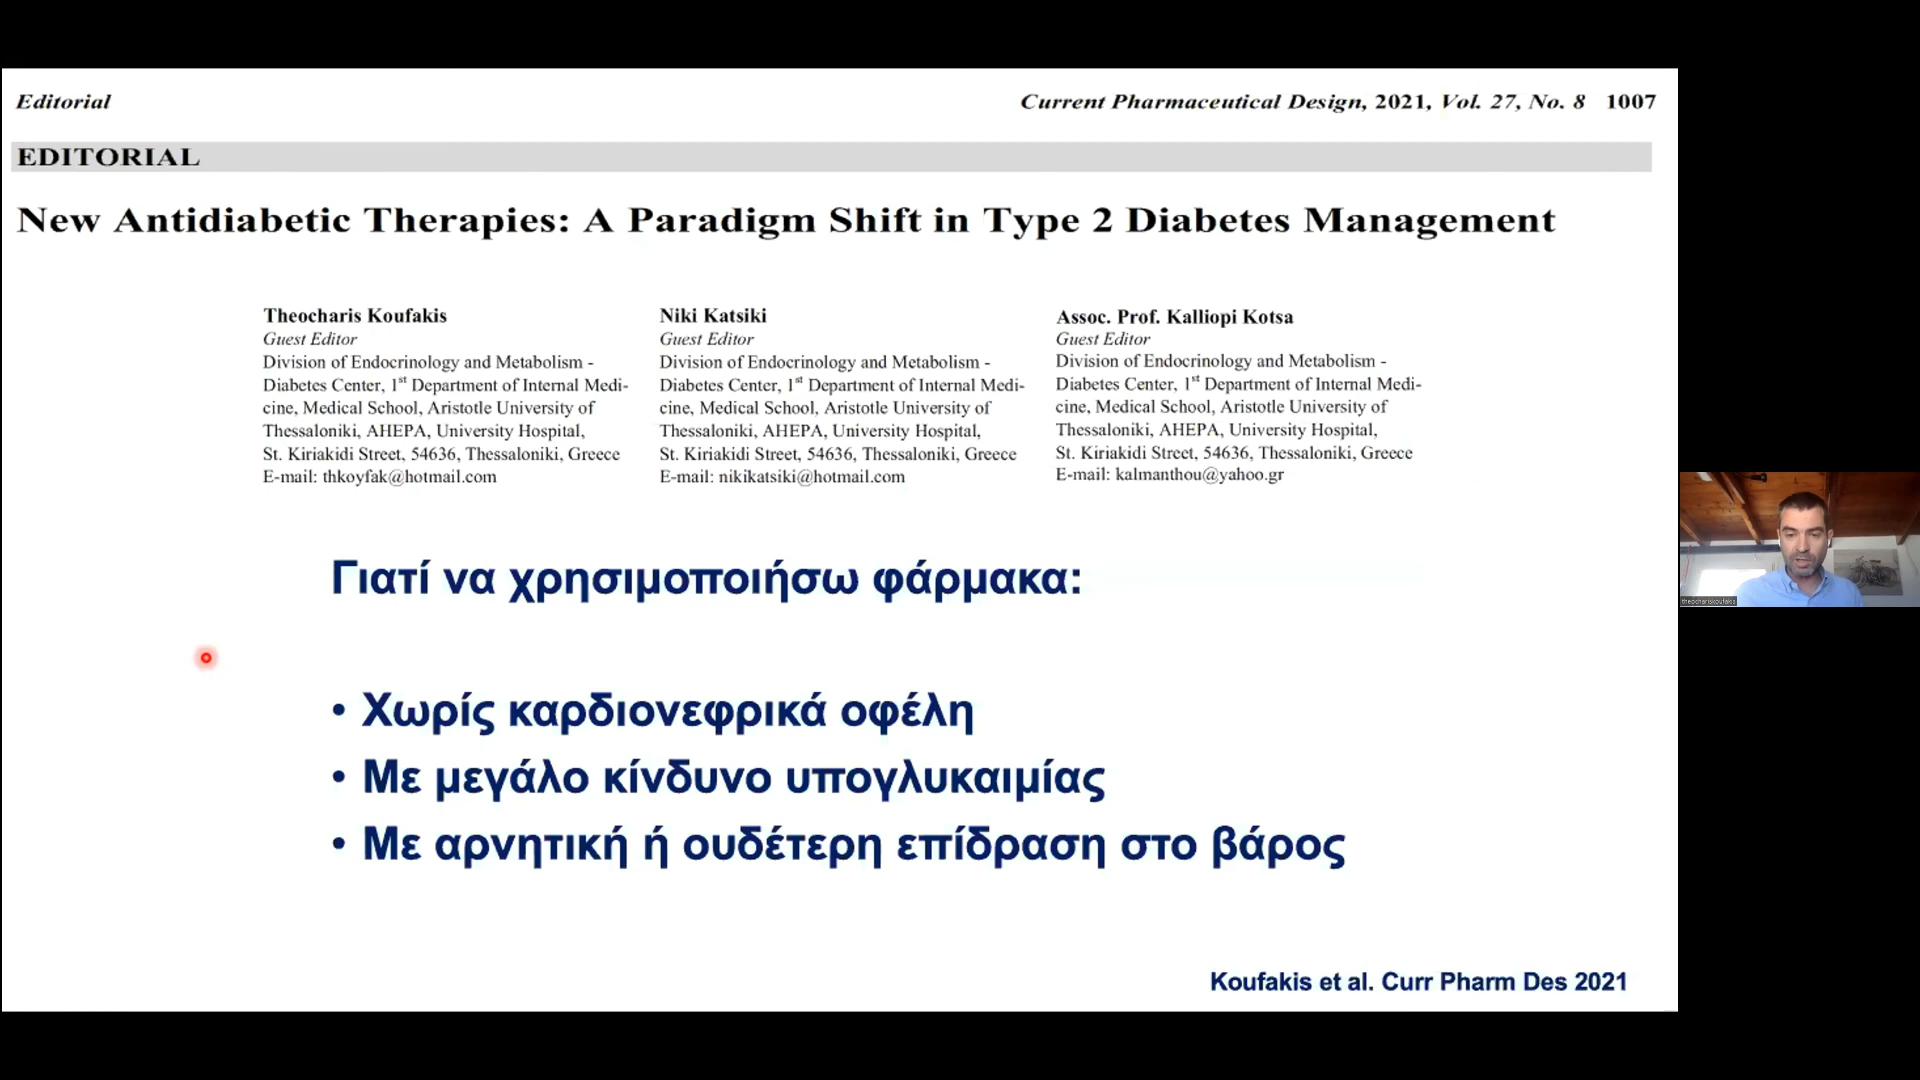 Editorial
Current Pharmaceutical Design, 2021, Vol. 27, No. 8 1007
EDITORIAL
New Antidiabetic Therapies: A Paradigm Shift in Type 2 Diabetes Management
Theocharis Koufakis
Guest Editor
Division of Endocrinology and Metabolism -
Diabetes Center, 1st Department of Internal Medi-
cine, Medical School, Aristotle University of
Thessaloniki, AHEPA, University Hospital,
St. Kiriakidi Street, 54636, Thessaloniki, Greece
E-mail: thkoyfak@hotmail.com
Niki Katsiki
Guest Editor
Division of Endocrinology and Metabolism -
Diabetes Center, 1st Department of Internal Medi-
cine, Medical School, Aristotle University of
Thessaloniki, AHEPA, University Hospital,
St. Kiriakidi Street, 54636, Thessaloniki, Greece
E-mail: nikikatsiki@hotmail.com
Assoc. Prof. Kalliopi Kotsa
Guest Editor
Division of Endocrinology and Metabolism -
Diabetes Center, 1st Department of Internal Medi-
cine, Medical School, Aristotle University of
Thessaloniki, AHEPA, University Hospital,
St. Kiriakidi Street, 54636, Thessaloniki, Greece
E-mail: kalmanthou@yahoo.gr
Γιατί να χρησιμοποιήσω φάρμακα:
• Χωρίς καρδιονεφρικά οφέλη
• Με μεγάλο κίνδυνο υπογλυκαιμίας
• Με αρνητική ή ουδέτερη επίδραση στο βάρος
Koufakis et al. Curr Pharm Des 2021
theochariskoufakis